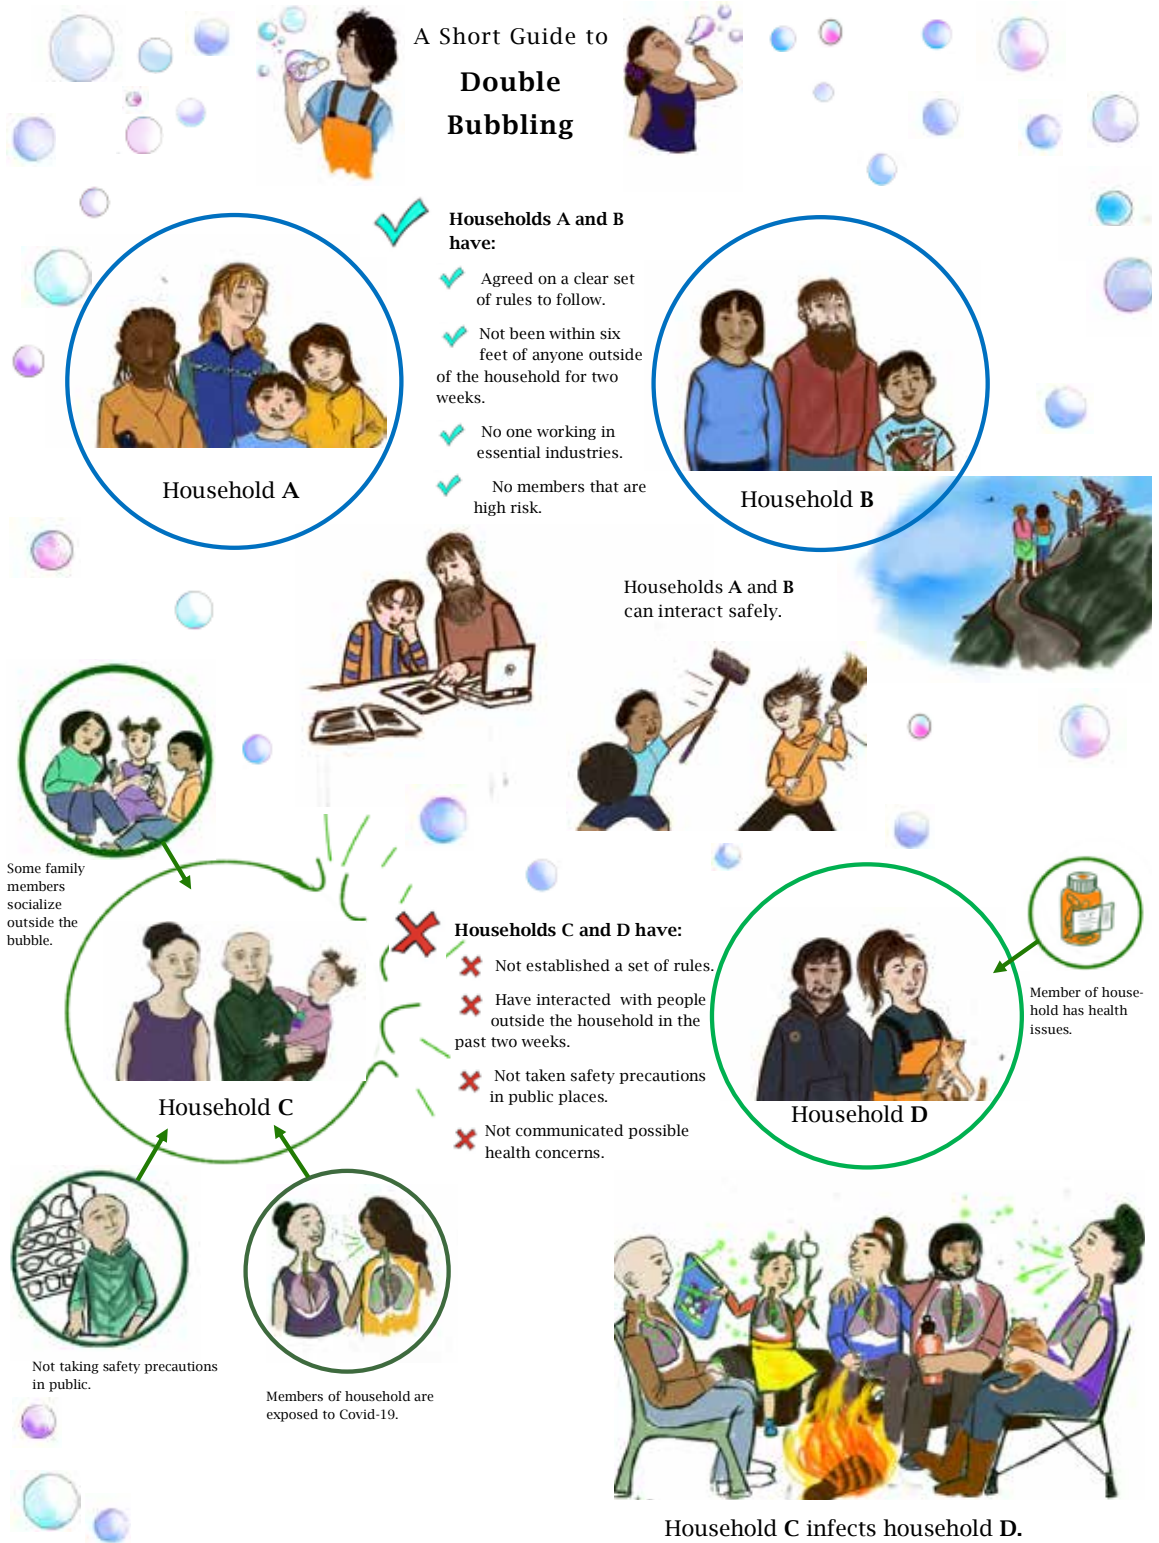 A Short Guide to
Double
Bubbling
Households A and B
have:
Agreed on a clear set
of rules to follow.
Not been within six
feet of anyone outside
of the household for two
weeks.
No one working in
essential industries.
No members that are
high risk.
Household A
Household B
Households A and B
can interact safely.
Some family
members
socialize
outside the
bubble.
Households C and D have:
Not established a set of rules.
Have interacted with people
outside the household in the
past two weeks.
Not taken safety precautions
in public places.
Not communicated possible
health concerns.
Member of house-
hold has health
issues.
Household C
Household D
Not taking safety precautions
in public.
Members of household are
exposed to Covid-19.
Household C infects household D.